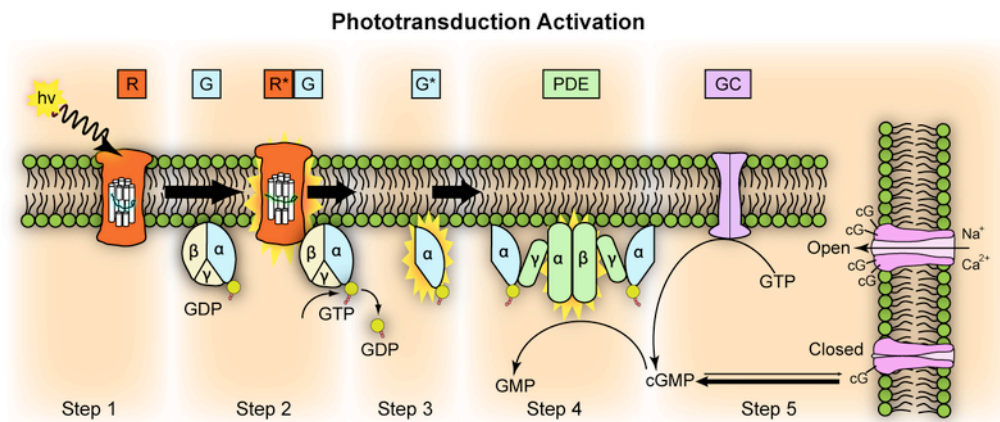 Phototransduction Activation
hv
R
G
R* G
G*
PDE
GC
β α
γ
GDP
β α
γ
GTP
GDP
α
α γ α β γ α
GMP
cGMP
GTP
cG
cG
Open
cG
cG
Na⁺
Ca²⁺
Closed
cG
Step 1
Step 2
Step 3
Step 4
Step 5